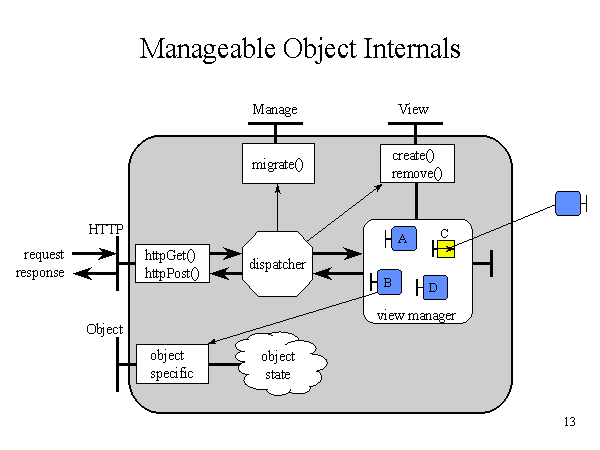 Manageable Object Internals
Manage
View
migrate()
create()
remove()
HTTP
request
response
httpGet()
httpPost()
dispatcher
A
C
B
D
view manager
Object
object
specific
object
state
13